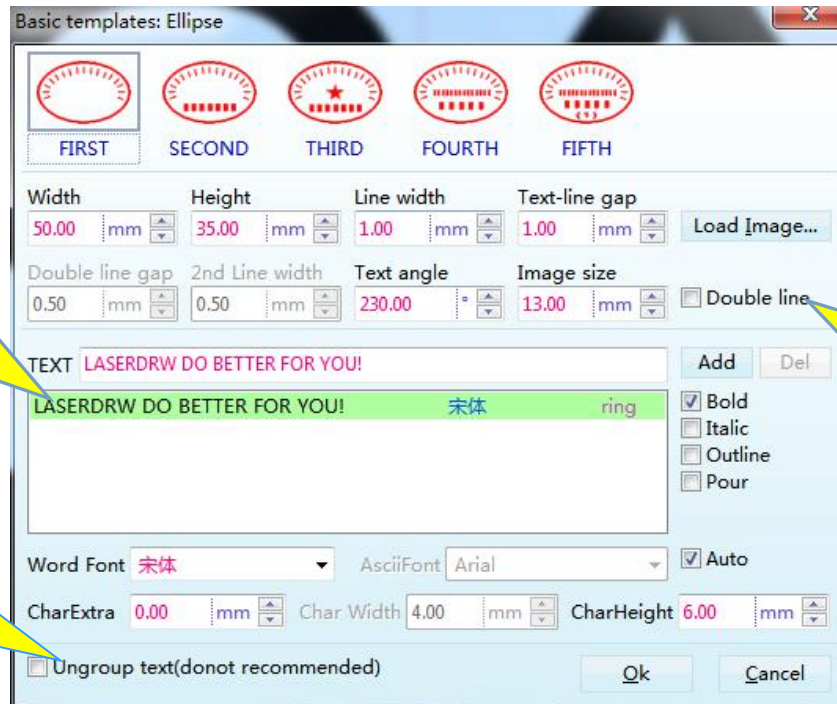 Basic templates: Ellipse
FIRST SECOND THIRD FOURTH FIFTH
Width Height Line width Text-line gap
50.00 mm 35.00 mm 1.00 mm 1.00 mm Load Image...
Double line gap 2nd Line width Text angle Image size
0.50 mm 0.50 mm 230.00 ° 13.00 mm Double line
TEXT LASERDRW DO BETTER FOR YOU! Add Del
LASERDRW DO BETTER FOR YOU! 宋体 ring Bold
Italic
Outline
Pour
Word Font 宋体 AsciiFont Arial Auto
CharExtra 0.00 mm Char Width 4.00 mm CharHeight 6.00 mm
Ungroup text(donot recommended) Ok Cancel